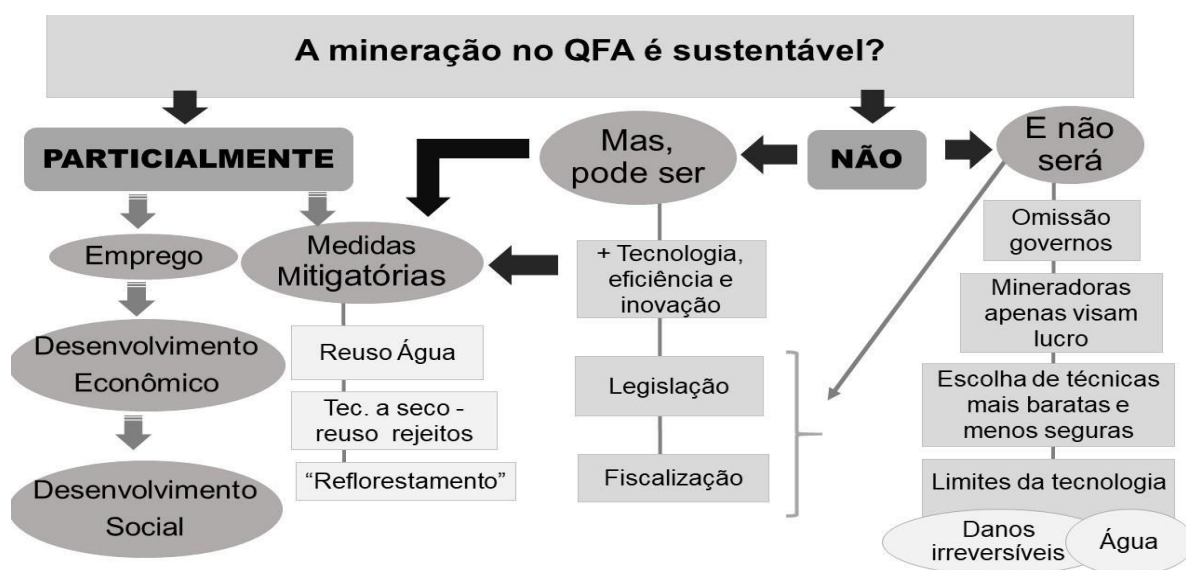 A mineração no QFA é sustentável?
PARTICIALMENTE
Emprego
Desenvolvimento
Econômico
Desenvolvimento
Social
Medidas
Mitigatórias
Reuso Água
Tec. a seco -
reuso rejeitos
“Reflorestamento”
Mas,
pode ser
+ Tecnologia,
eficiência e
inovação
Legislação
Fiscalização
NÃO
E não
será
Omissão
governos
Mineradoras
apenas visam
lucro
Escolha de técnicas
mais baratas e
menos seguras
Limites da tecnologia
Danos
irreversíveis
Água